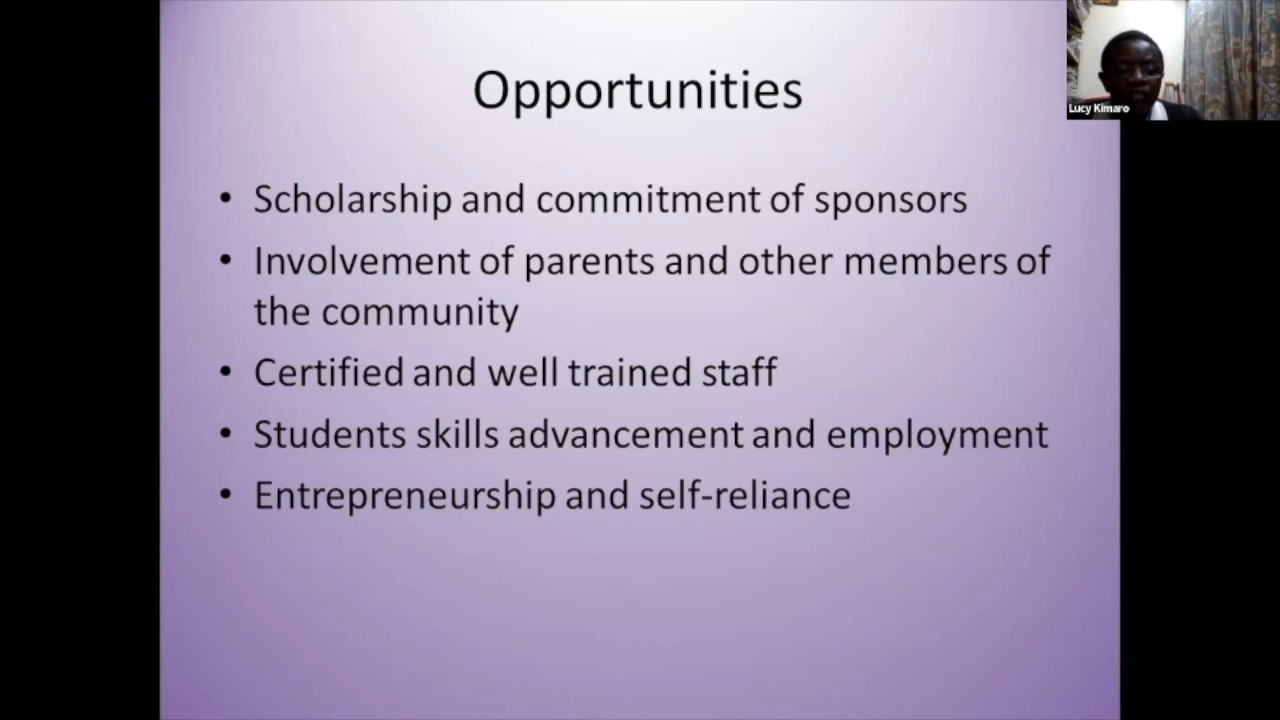 Opportunities
Lucy Kimaro
• Scholarship and commitment of sponsors
• Involvement of parents and other members of
the community
• Certified and well trained staff
• Students skills advancement and employment
• Entrepreneurship and self-reliance